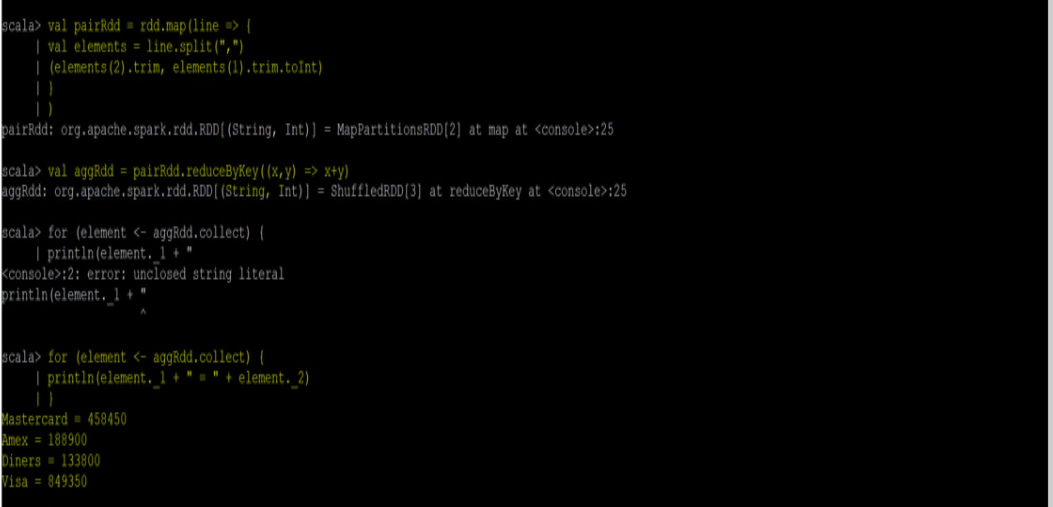 scala> val pairRdd = rdd.map(line => {
| val elements = line.split(",")
| (elements(2).trim, elements(1).trim.toInt)
| }
| )
pairRdd: org.apache.spark.rdd.RDD[(String, Int)] = MapPartitionsRDD[2] at map at <console>:25
scala> val aggRdd = pairRdd.reduceByKey((x,y) => x+y)
aggRdd: org.apache.spark.rdd.RDD[(String, Int)] = ShuffledRDD[3] at reduceByKey at <console>:25
scala> for (element <- aggRdd.collect) {
| println(element._1 + "
<console>:2: error: unclosed string literal
println(element._1 + "
^
scala> for (element <- aggRdd.collect) {
| println(element._1 + " = " + element._2)
| }
Mastercard = 458450
Amex = 188900
Diners = 133800
Visa = 849350